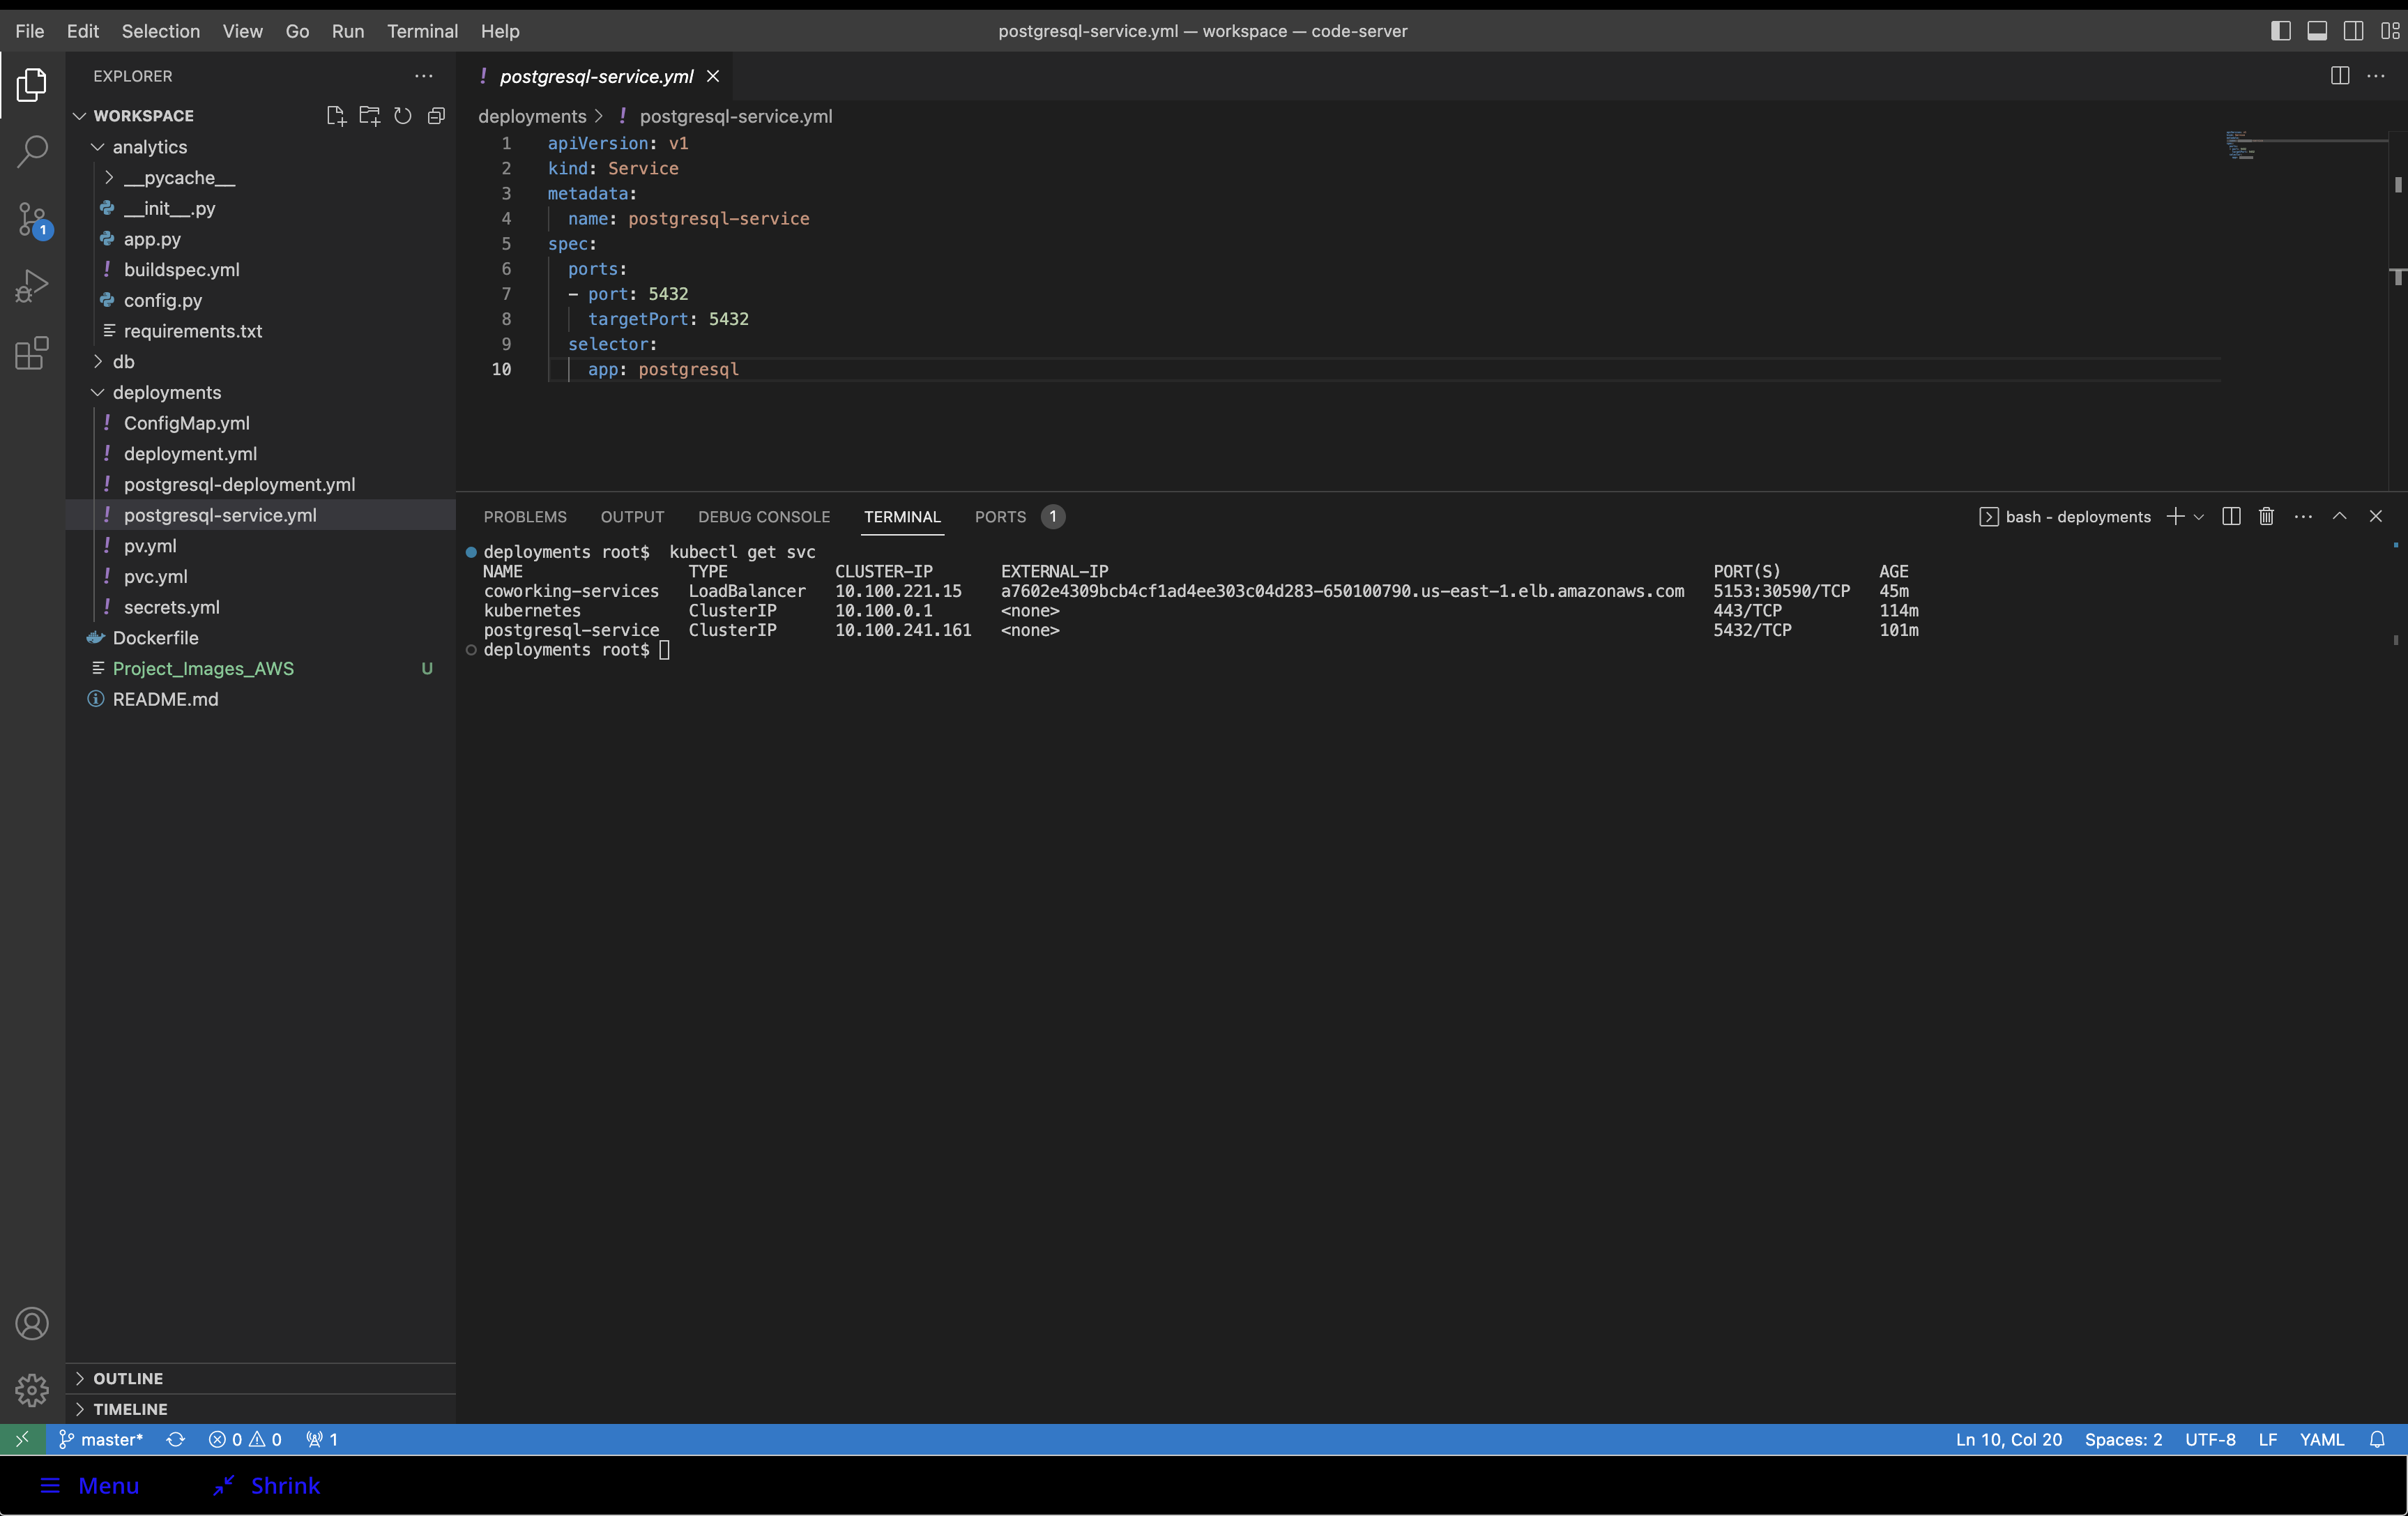 File Edit Selection View Go Run Terminal Help
postgresql-service.yml — workspace — code-server
EXPLORER
WORKSPACE
analytics
__pycache__
__init__.py
app.py
buildspec.yml
config.py
requirements.txt
db
deployments
ConfigMap.yml
deployment.yml
postgresql-deployment.yml
postgresql-service.yml
pv.yml
pvc.yml
secrets.yml
Dockerfile
Project_Images_AWS U
README.md
OUTLINE
TIMELINE
1
! postgresql-service.yml
deployments > ! postgresql-service.yml
1 apiVersion: v1
2 kind: Service
3 metadata:
4 name: postgresql-service
5 spec:
6 ports:
7 - port: 5432
8 targetPort: 5432
9 selector:
10 app: postgresql
PROBLEMS OUTPUT DEBUG CONSOLE TERMINAL PORTS 1
bash - deployments
deployments root$ kubectl get svc
NAME TYPE CLUSTER-IP EXTERNAL-IP PORT(S) AGE
coworking-services LoadBalancer 10.100.221.15 a7602e4309bcb4cf1ad4ee303c04d283-650100790.us-east-1.elb.amazonaws.com 5153:30590/TCP 45m
kubernetes ClusterIP 10.100.0.1 <none> 443/TCP 114m
postgresql-service ClusterIP 10.100.241.161 <none> 5432/TCP 101m
deployments root$
master* 0 0 1
Ln 10, Col 20 Spaces: 2 UTF-8 LF YAML
Menu Shrink